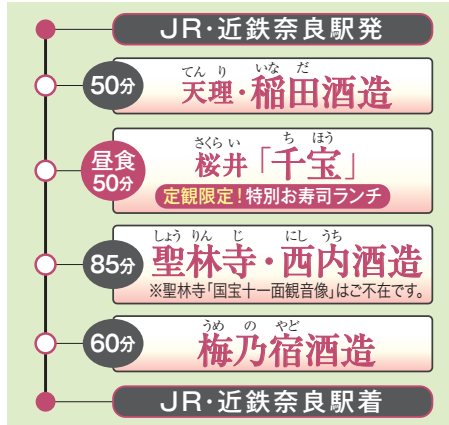 JR・近鉄奈良駅発
てんり いなだ
50分 天理・稲田酒造
さくらい ちほう
昼食 50分 桜井「千宝」
定観限定!特別お寿司ランチ
しょうりんじ にしうち
85分 聖林寺・西内酒造
※聖林寺「国宝十一面観音像」はご不在です。
うめのやど
60分 梅乃宿酒造
JR・近鉄奈良駅着